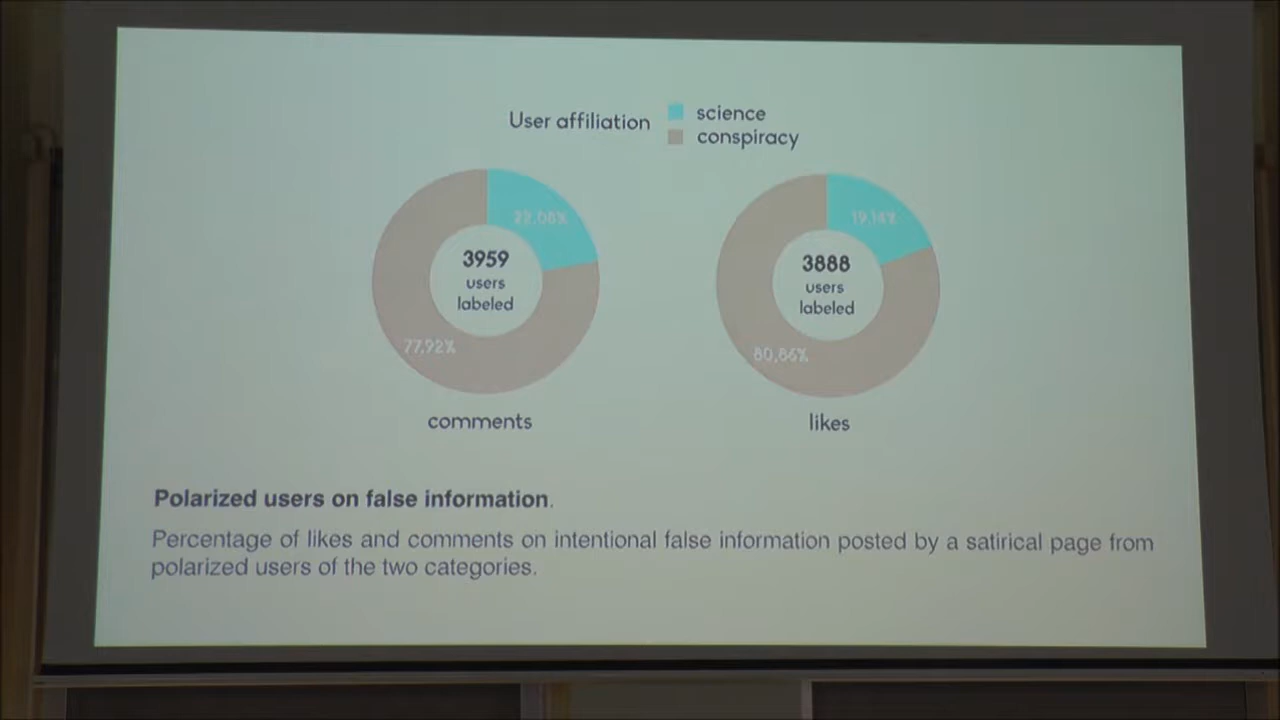 User affiliation
science
conspiracy
22,08%
3959
users
labeled
77,92%
comments
19,14%
3888
users
labeled
80,86%
likes
Polarized users on false information.
Percentage of likes and comments on intentional false information posted by a satirical page from
polarized users of the two categories.